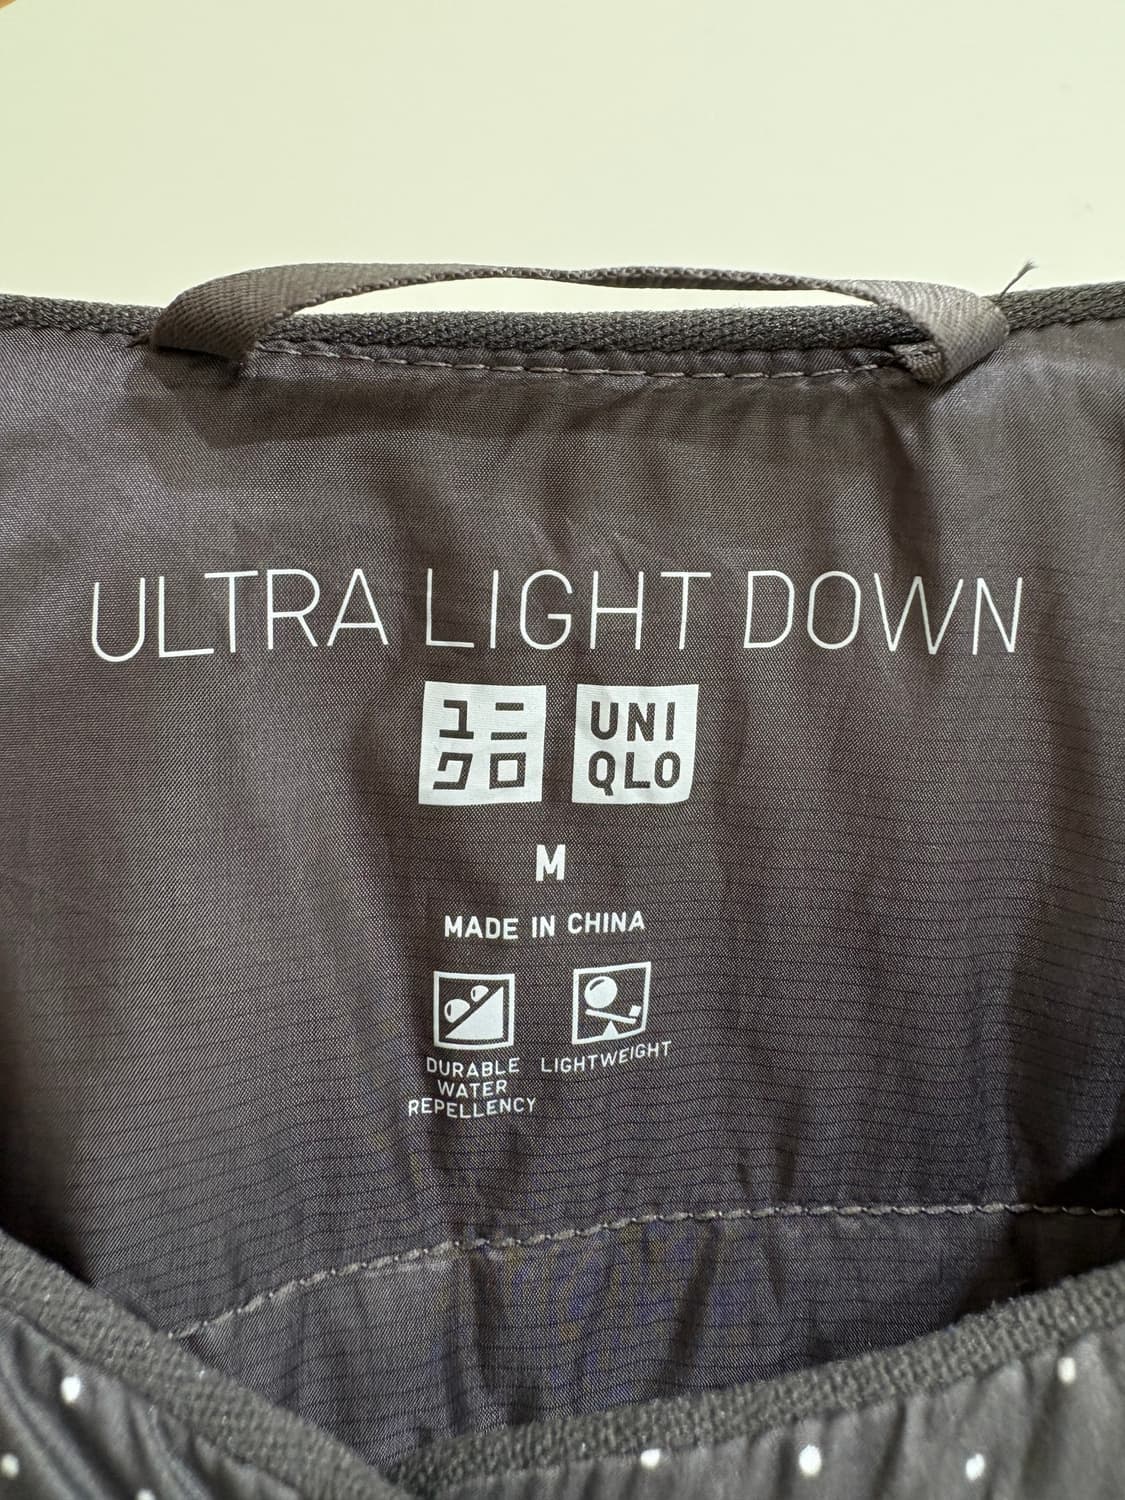 ULTRA LIGHT DOWN
ユニ
クロ
UNI
QLO
M
MADE IN CHINA
DURABLE
WATER
REPELLENCY
LIGHTWEIGHT